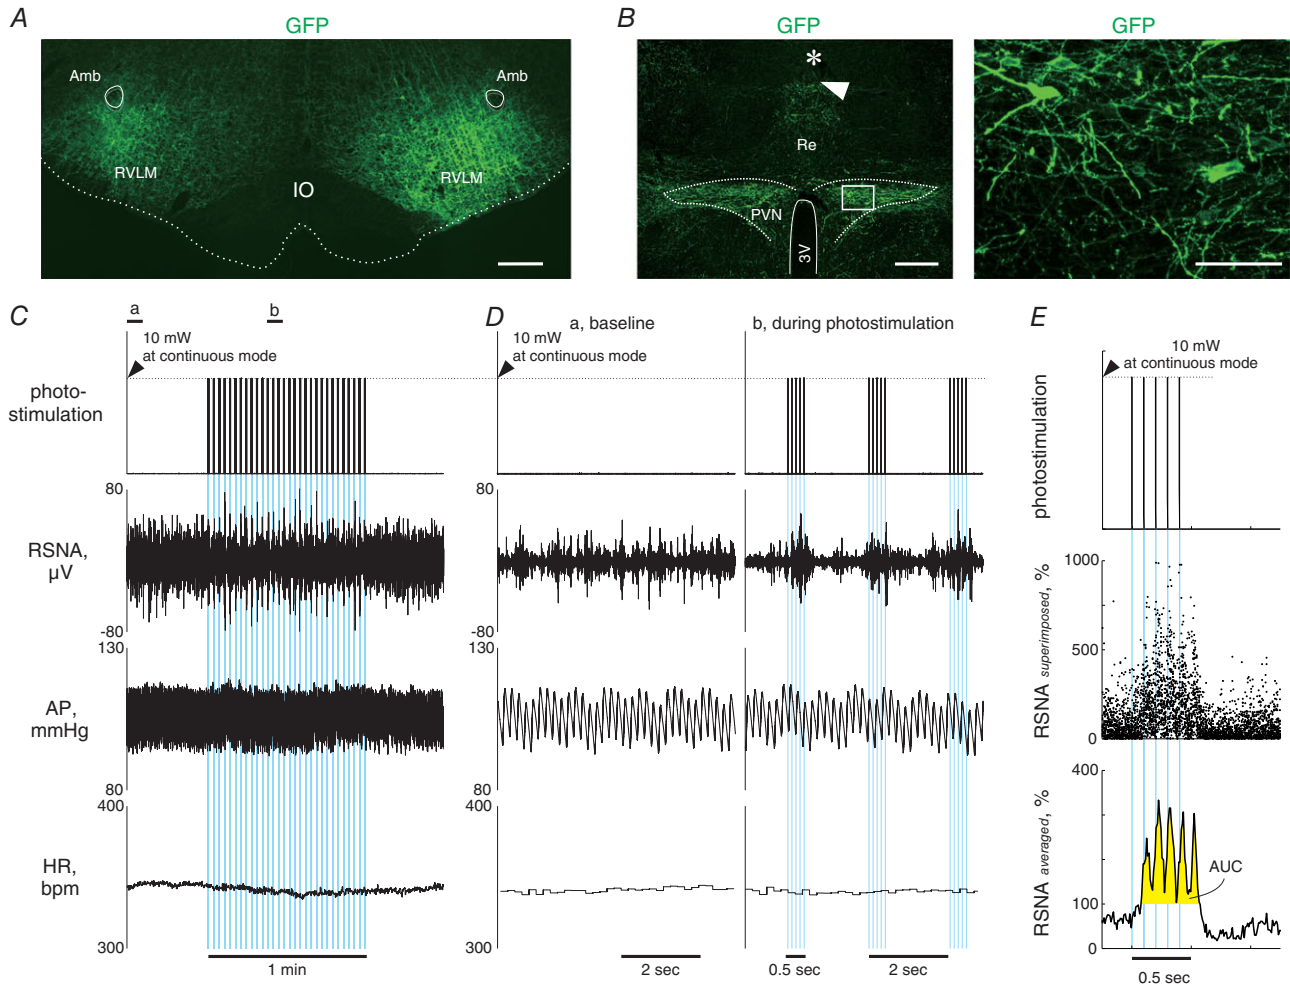 A
GFP
Amb
Amb
RVLM
RVLM
IO
B
GFP
GFP
*
Re
PVN
3V
C
a
b
10 mW
at continuous mode
photo-
stimulation
80
RSNA,
µV
-80
130
AP,
mmHg
80
400
HR,
bpm
300
1 min
D
a, baseline
b, during photostimulation
10 mW
at continuous mode
80
-80
130
80
400
300
2 sec
0.5 sec
2 sec
E
10 mW
at continuous mode
photostimulation
1000
500
0
RSNA superimposed, %
400
100
0
RSNA averaged, %
AUC
0.5 sec